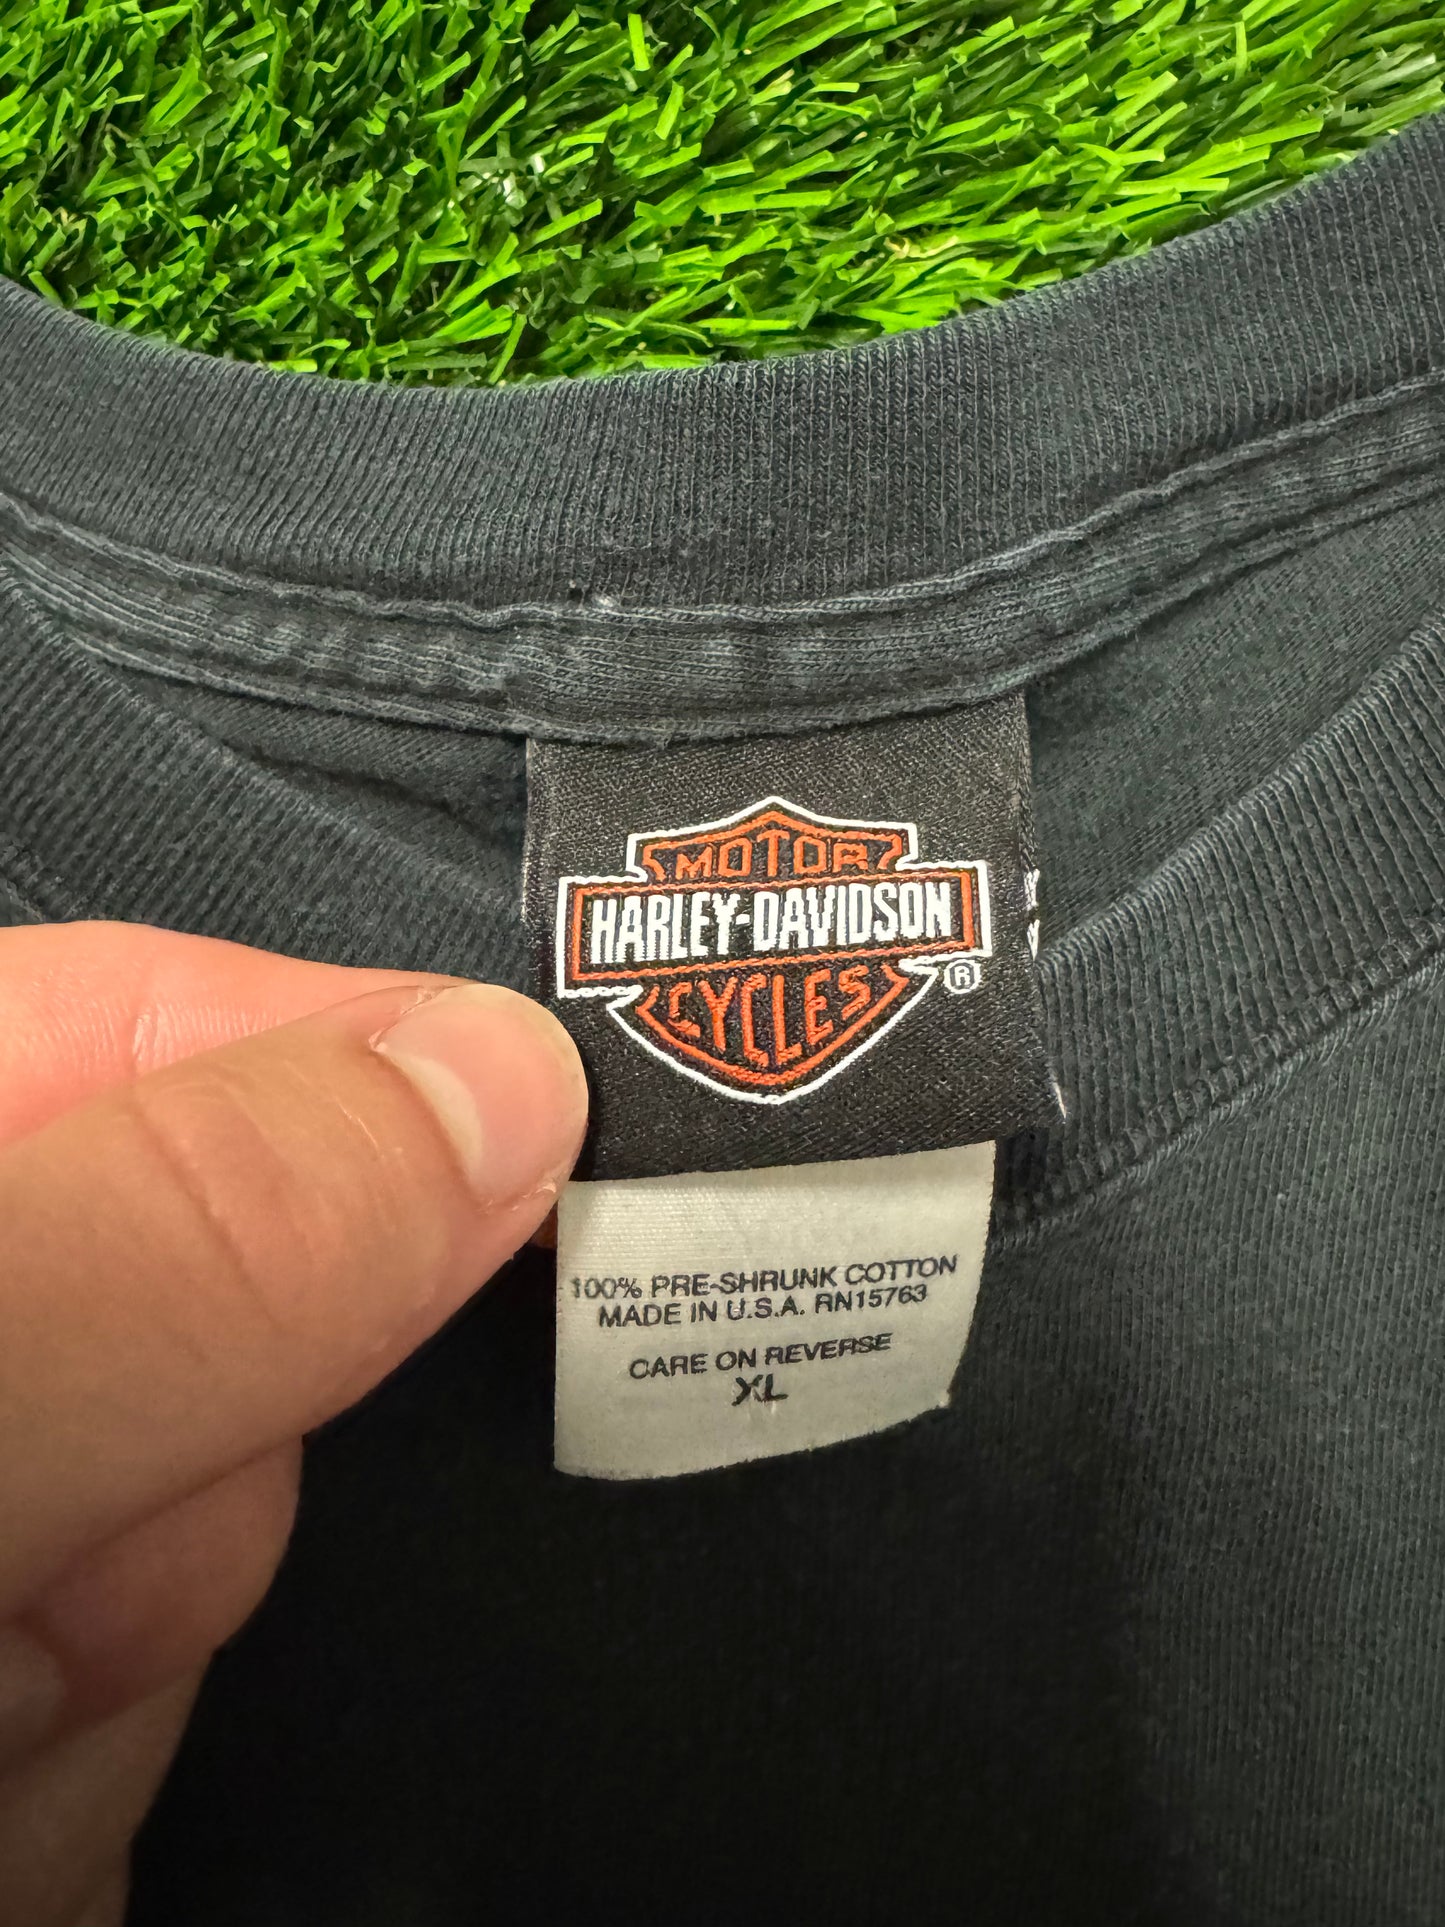 MOTOR
HARLEY-DAVIDSON
CYCLES
®
100% PRE-SHRUNK COTTON
MADE IN U.S.A. RN15763
CARE ON REVERSE
XL